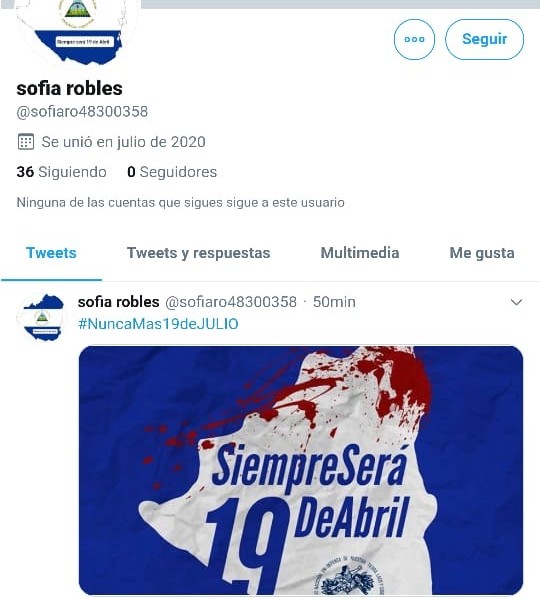 Siempre será 19 de Abril
Seguir
sofia robles
@sofiaro48300358
Se unió en julio de 2020
36 Siguiendo 0 Seguidores
Ninguna de las cuentas que sigues sigue a este usuario
Tweets Tweets y respuestas Multimedia Me gusta
sofia robles @sofiaro48300358 · 50min
#NuncaMas19deJULIO
SiempreSerá
19 DeAbril